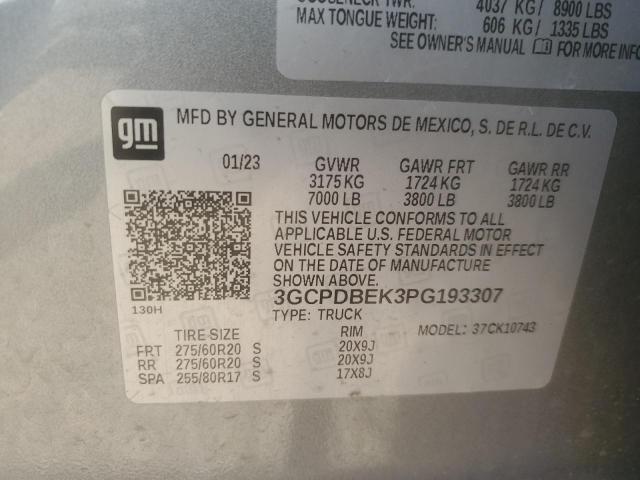 4037 KG/ 8900 LBS
MAX TONGUE WEIGHT: 606 KG/ 1335 LBS
SEE OWNER'S MANUAL FOR MORE INFO
gm
MFD BY GENERAL MOTORS DE MEXICO, S. DE R.L. DE C.V.
01/23 GVWR GAWR FRT GAWR RR
3175 KG 1724 KG 1724 KG
7000 LB 3800 LB 3800 LB
THIS VEHICLE CONFORMS TO ALL
APPLICABLE U.S. FEDERAL MOTOR
VEHICLE SAFETY STANDARDS IN EFFECT
ON THE DATE OF MANUFACTURE
SHOWN ABOVE.
3GCPDBEK3PG193307
130H TYPE: TRUCK
TIRE SIZE RIM MODEL: 37CK10743
FRT 275/60R20 S 20X9J
RR 275/60R20 S 20X9J
SPA 255/80R17 S 17X8J